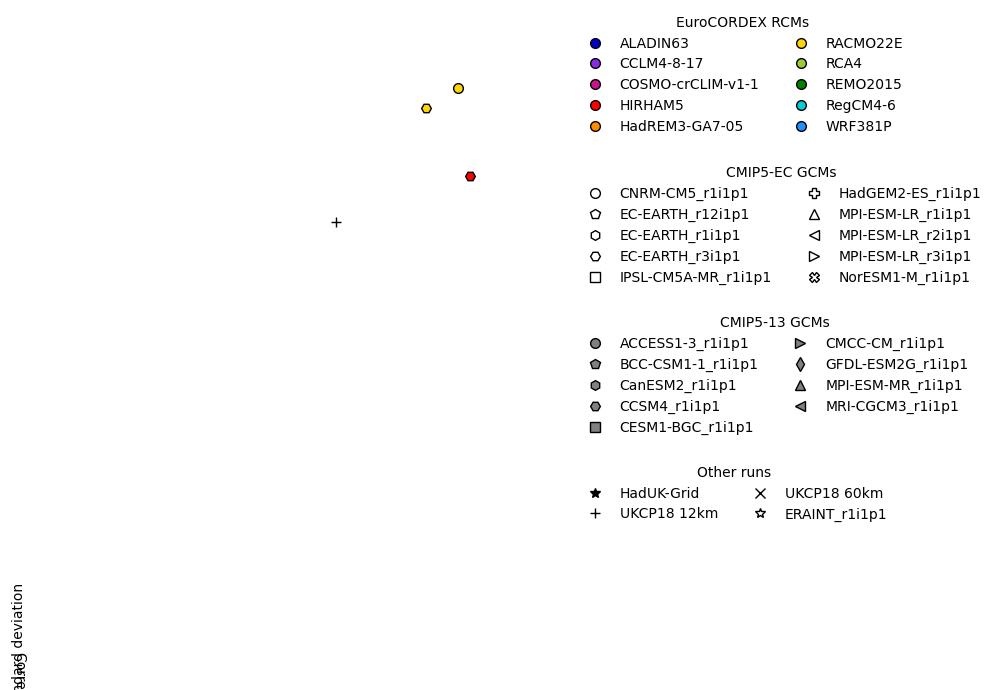 EuroCORDEX RCMs
ALADIN63 RACMO22E
CCLM4-8-17 RCA4
COSMO-crCLIM-v1-1 REMO2015
HIRHAM5 RegCM4-6
HadREM3-GA7-05 WRF381P
CMIP5-EC GCMs
CNRM-CM5_r1i1p1 HadGEM2-ES_r1i1p1
EC-EARTH_r12i1p1 MPI-ESM-LR_r1i1p1
EC-EARTH_r1i1p1 MPI-ESM-LR_r2i1p1
EC-EARTH_r3i1p1 MPI-ESM-LR_r3i1p1
IPSL-CM5A-MR_r1i1p1 NorESM1-M_r1i1p1
CMIP5-13 GCMs
ACCESS1-3_r1i1p1 CMCC-CM_r1i1p1
BCC-CSM1-1_r1i1p1 GFDL-ESM2G_r1i1p1
CanESM2_r1i1p1 MPI-ESM-MR_r1i1p1
CCSM4_r1i1p1 MRI-CGCM3_r1i1p1
CESM1-BGC_r1i1p1
Other runs
HadUK-Grid UKCP18 60km
UKCP18 12km ERAINT_r1i1p1
deviation